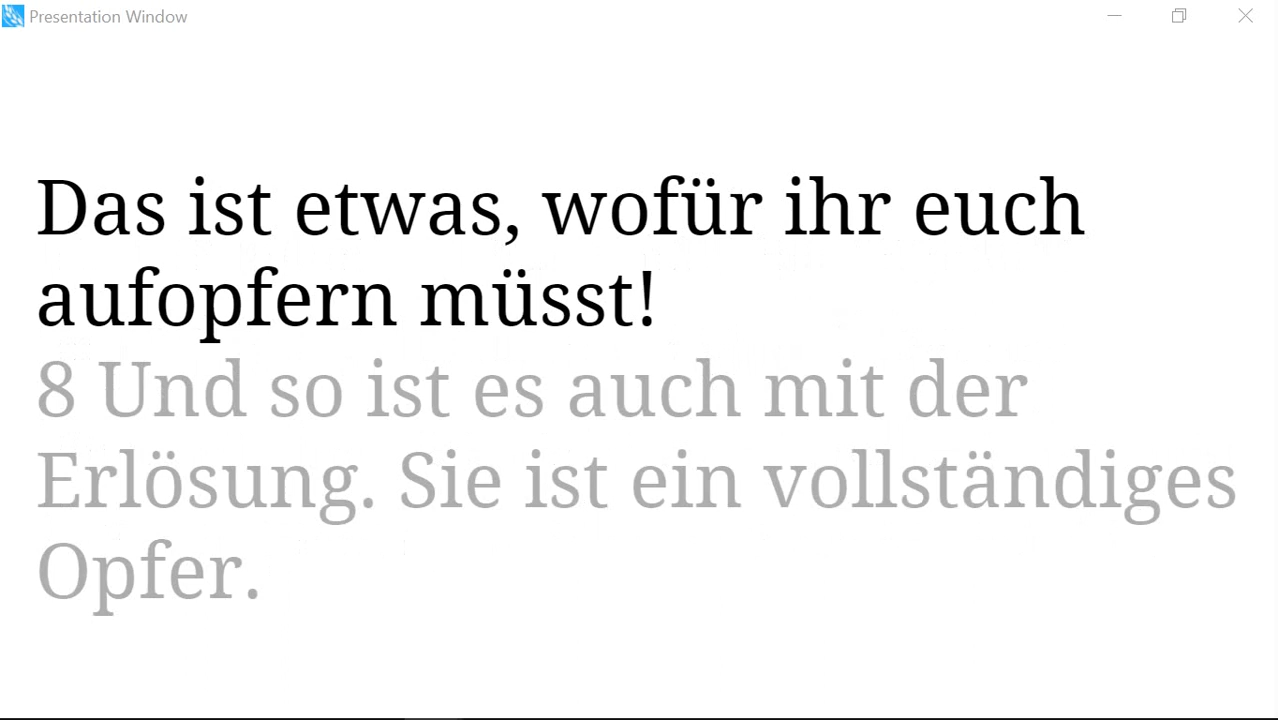 Presentation Window
Das ist etwas, wofür ihr euch
aufopfern müsst!
8 Und so ist es auch mit der
Erlösung. Sie ist ein vollständiges
Opfer.